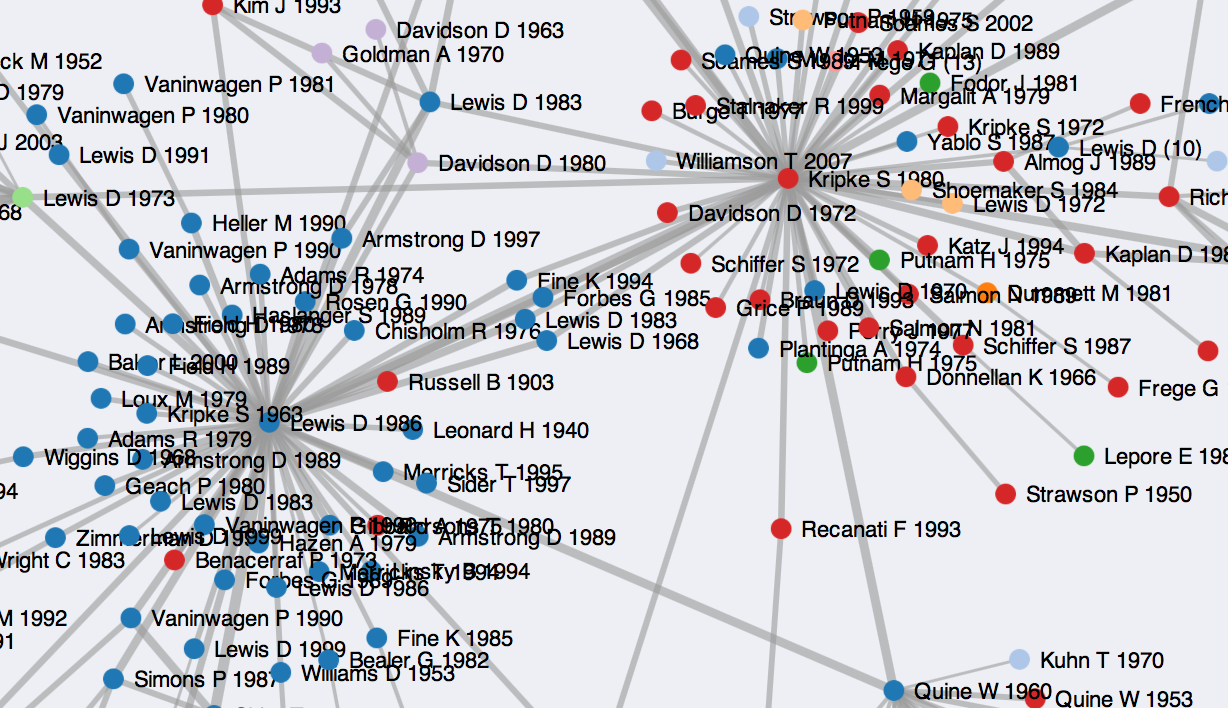 Kim J 1993
Davidson D 1963
Soames S 2002
Goldman A 1970
Kaplan D 1989
ck M 1952
Quine W 1953
Frege G (13)
Vaninwagen P 1981
Fodor J 1981
D 1979
Lewis D 1983
Stalnaker R 1999
Margalit A 1979
French
Vaninwagen P 1980
Burge T 1977
Kripke S 1972
J 2003
Yablo S 1987
Lewis D (10)
Lewis D 1991
Davidson D 1980
Williamson T 2007
Almog J 1989
Kripke S 1980
Lewis D 1973
Shoemaker S 1984
Rich
68
Lewis D 1972
Davidson D 1972
Heller M 1990
Armstrong D 1997
Katz J 1994
Kaplan D 198
Vaninwagen P 1990
Putnam H 1975
Schiffer S 1972
Adams R 1974
Armstrong D 1978
Fine K 1994
Lewis D 1970
Salmon N 1989
Dummett M 1981
Rosen G 1990
Forbes G 1985
Braun D 1993
Grice P 1989
Haslanger S 1989
Lewis D 1983
Chisholm R 1976
Salmon N 1981
Lewis D 1968
Plantinga A 1974
Schiffer S 1987
Baker L 2000
Field H 1989
Putnam H 1975
Donnellan K 1966
Russell B 1903
Frege G
Loux M 1979
Kripke S 1963
Lewis D 1986
Leonard H 1940
Adams R 1979
Wiggins D 1968
Armstrong D 1989
Lepore E 198
Merricks T 1995
Sider T 1997
Geach P 1980
94
Strawson P 1950
Lewis D 1983
Recanati F 1993
Armstrong D 1989
Hazen A 1979
Wright C 1983
Benacerraf P 1973
Lewis D 1986
M 1992
Vaninwagen P 1990
91
Fine K 1985
Lewis D 1999
Bealer G 1982
Kuhn T 1970
Williams D 1953
Simons P 1987
Quine W 1960
Quine W 1953